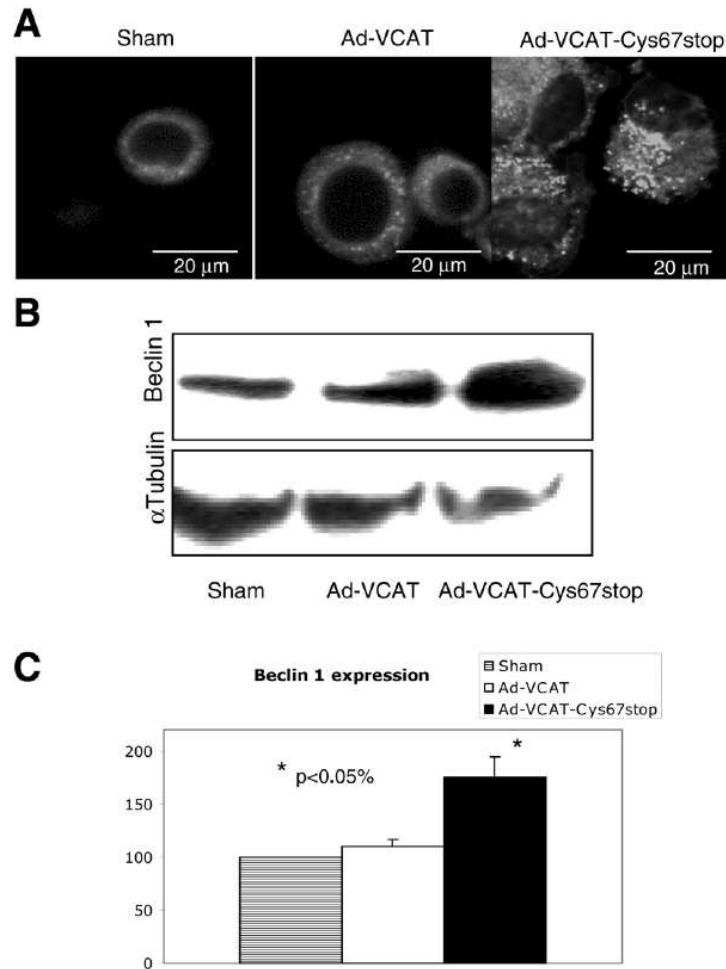 A
Sham
Ad-VCAT
Ad-VCAT-Cys67stop
20 μm
20 μm
20 μm
B
Beclin 1
αTubulin
Sham
Ad-VCAT
Ad-VCAT-Cys67stop
C
Beclin 1 expression
Sham
Ad-VCAT
Ad-VCAT-Cys67stop
*
* p<0.05%
200
150
100
50
0